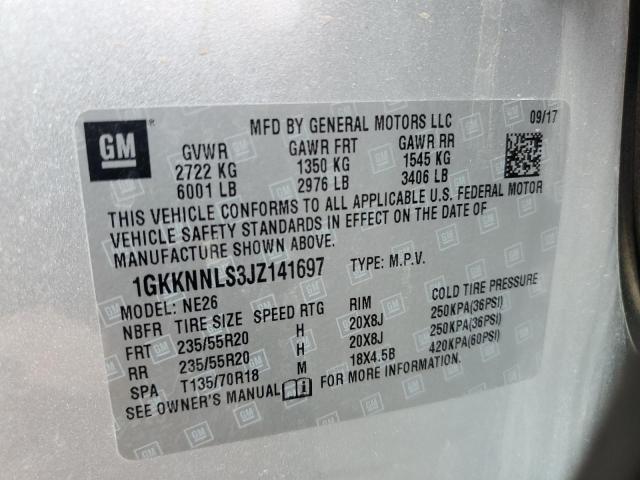 GM
MFD BY GENERAL MOTORS LLC 09/17
GVWR GAWR FRT GAWR RR
2722 KG 1350 KG 1545 KG
6001 LB 2976 LB 3406 LB
THIS VEHICLE CONFORMS TO ALL APPLICABLE U.S. FEDERAL MOTOR
VEHICLE SAFETY STANDARDS IN EFFECT ON THE DATE OF
MANUFACTURE SHOWN ABOVE.
1GKKNNLS3JZ141697 TYPE: M.P.V.
MODEL: NE26
NBFR TIRE SIZE SPEED RTG RIM COLD TIRE PRESSURE
FRT 235/55R20 H 20X8J 250KPA(36PSI)
RR 235/55R20 H 20X8J 250KPA(36PSI)
SPA T135/70R18 M 18X4.5B 420KPA(60PSI)
SEE OWNER'S MANUAL FOR MORE INFORMATION.